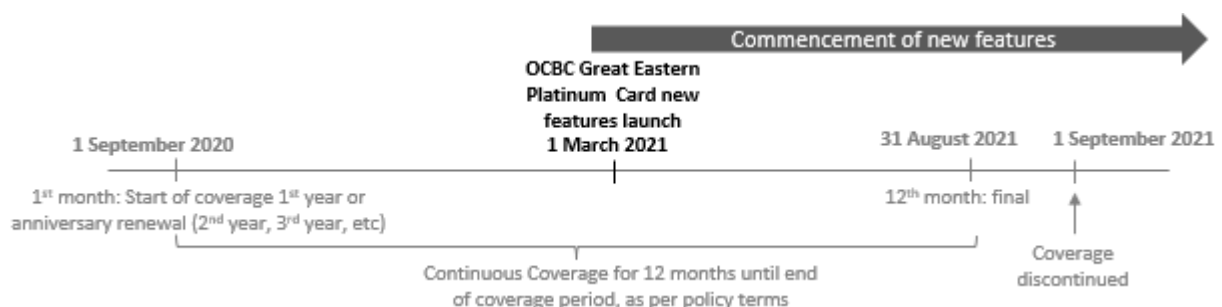 Commencement of new features
OCBC Great Eastern
Platinum Card new
features launch
1 March 2021
1 September 2020
31 August 2021
1 September 2021
1st month: Start of coverage 1st year or
anniversary renewal (2nd year, 3rd year, etc)
12th month: final
Continuous Coverage for 12 months until end
of coverage period, as per policy terms
Coverage
discontinued